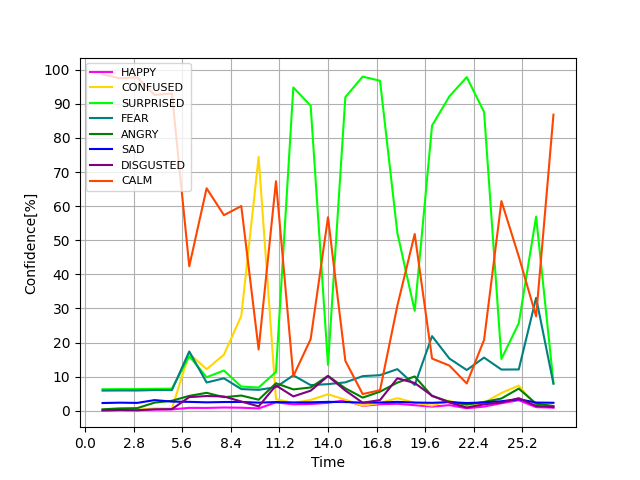 HAPPY
CONFUSED
SURPRISED
FEAR
ANGRY
SAD
DISGUSTED
CALM
100
90
80
70
60
50
40
30
20
10
0
Confidence[%]
0.0 2.8 5.6 8.4 11.2 14.0 16.8 19.6 22.4 25.2
Time